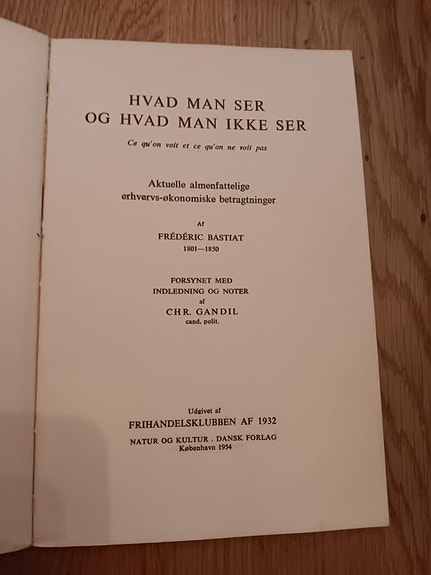 HVAD MAN SER
OG HVAD MAN IKKE SER
Ce qu'on voit et ce qu'on ne voit pas
Aktuelle almenfattelige
erhvervs-økonomiske betragtninger
Af
FRÉDÉRIC BASTIAT
1801—1850
FORSYNET MED
INDLEDNING OG NOTER
af
CHR. GANDIL
cand. polit.
Udgivet af
FRIHANDELSKLUBBEN AF 1932
NATUR OG KULTUR . DANSK FORLAG
København 1954